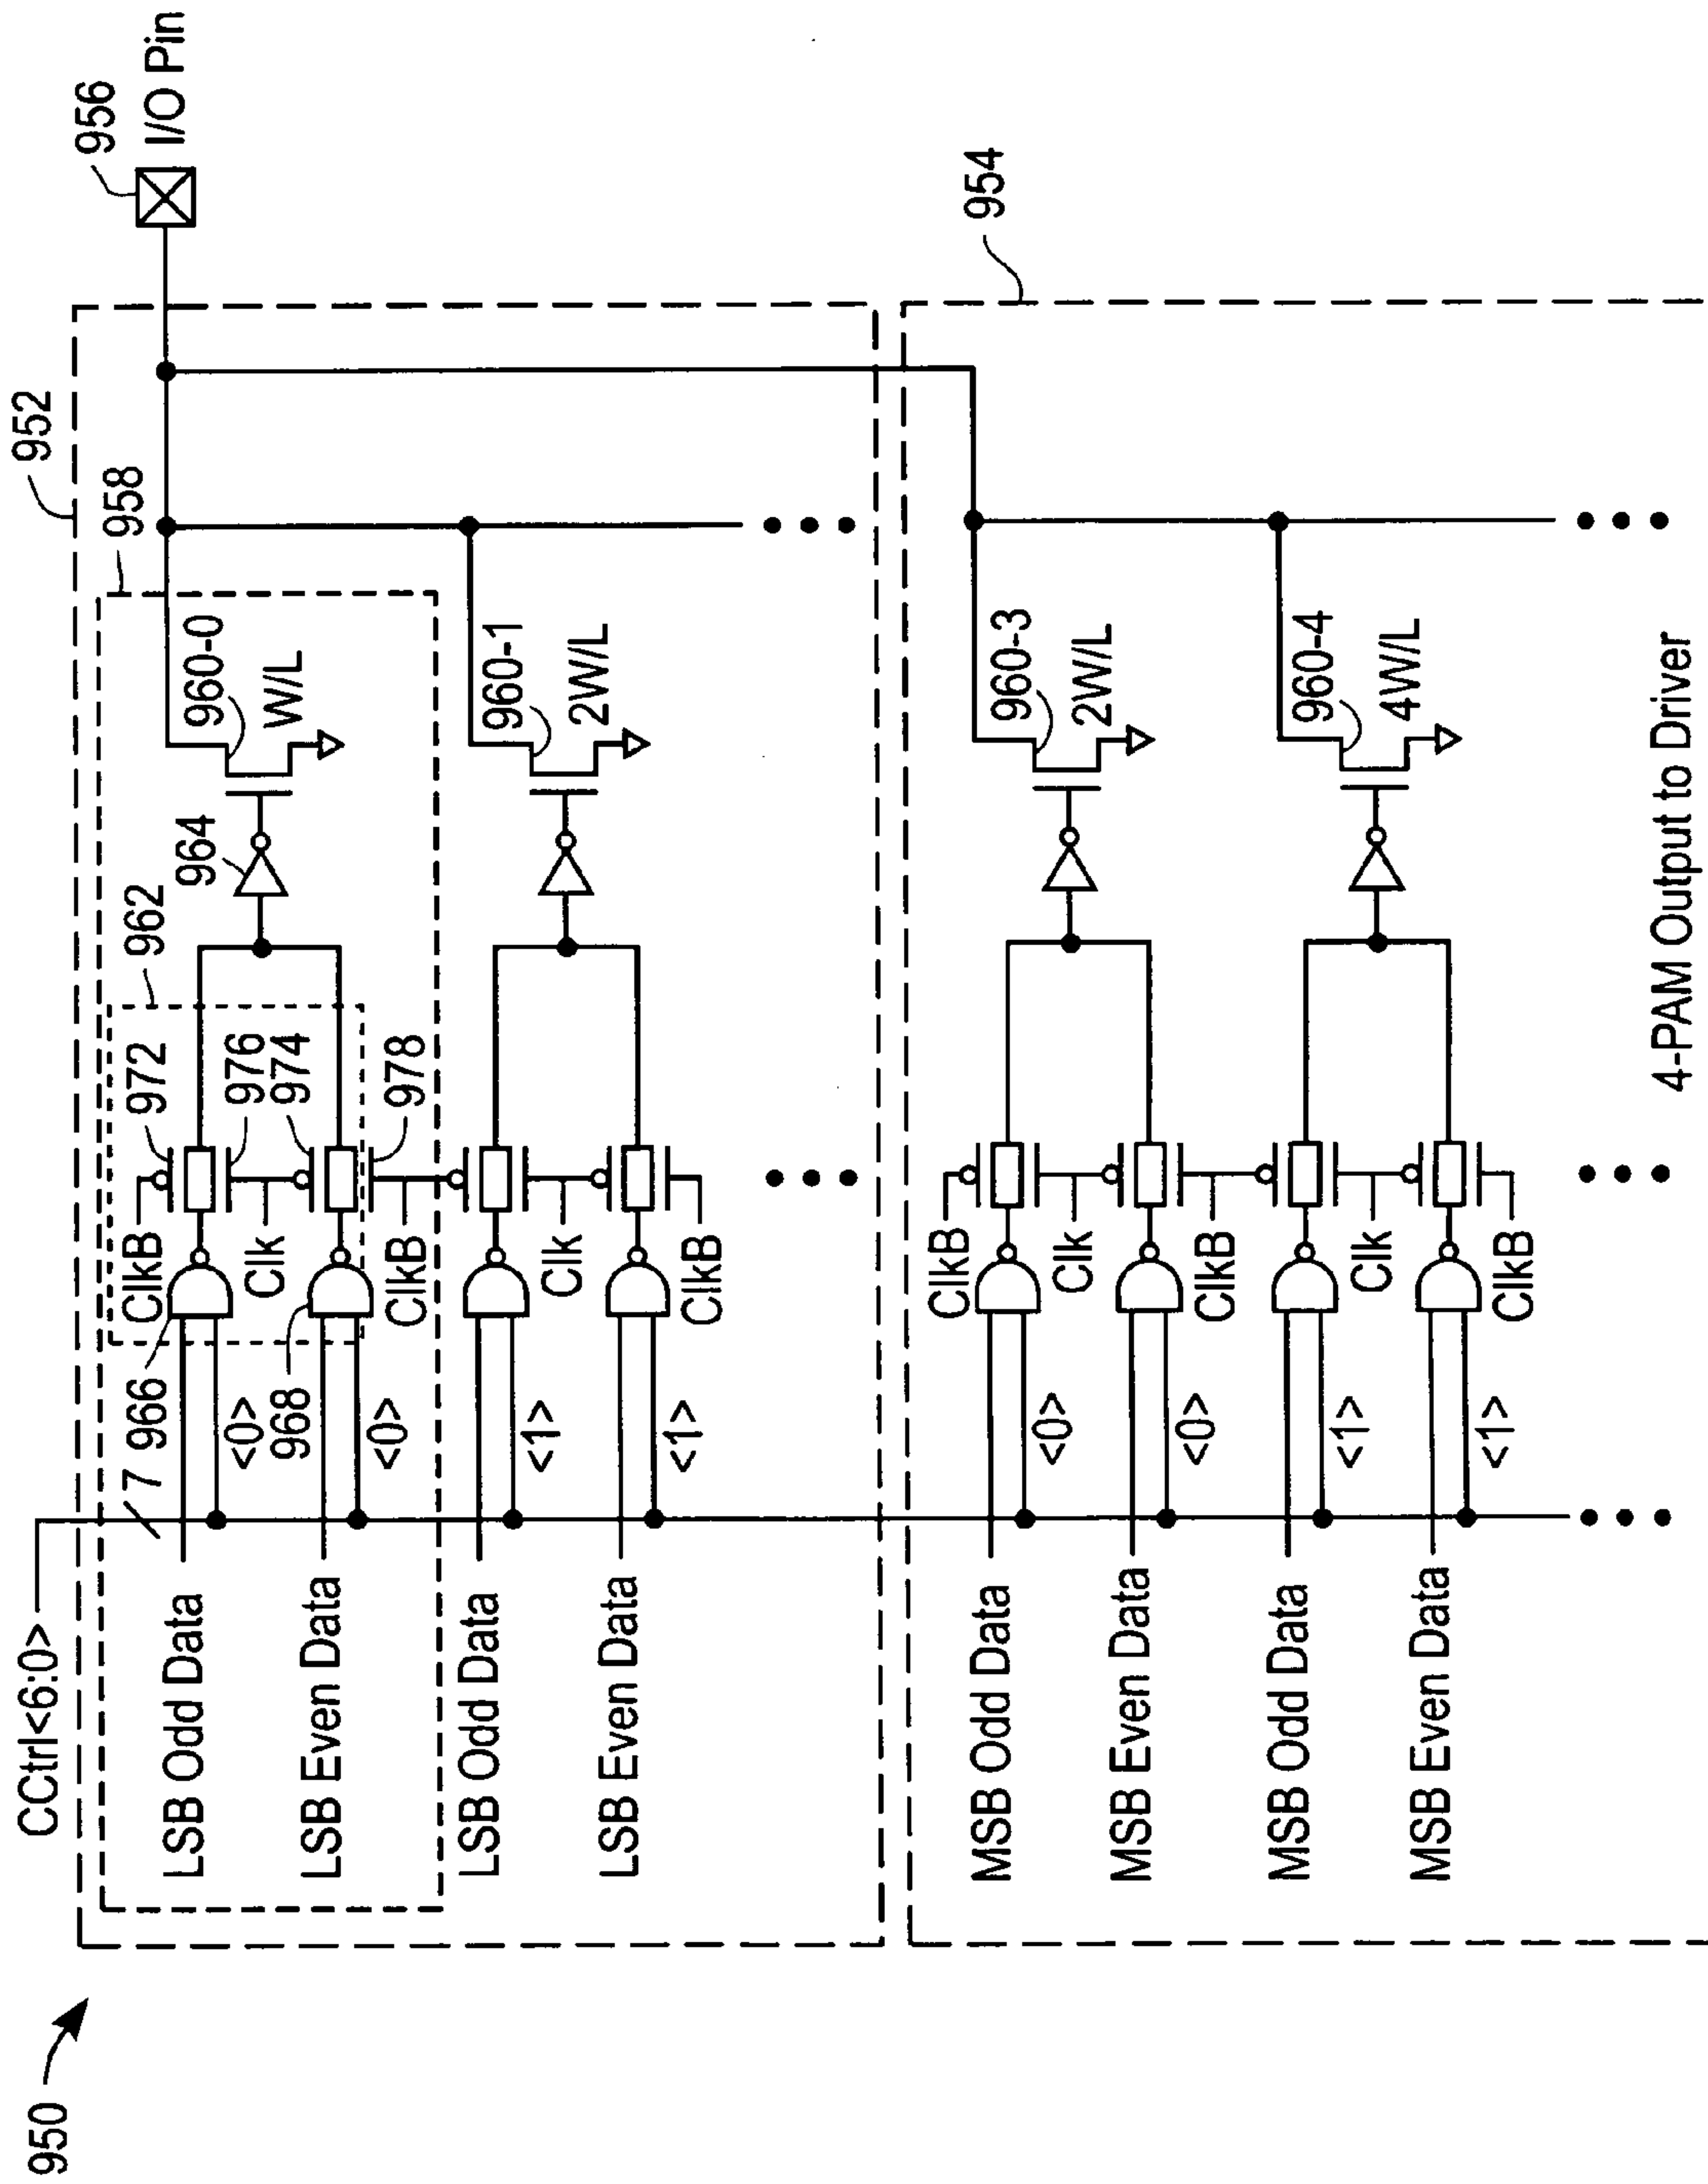 950
CCtrl<6:0>
952
958
956
I/O Pin
7
966
ClkB
972
962
964
960-0
W/L
LSB Odd Data
<0>
Clk
976
968
974
LSB Even Data
<0>
ClkB
978
LSB Odd Data
<1>
Clk
960-1
2W/L
LSB Even Data
<1>
ClkB
954
MSB Odd Data
<0>
ClkB
Clk
960-3
2W/L
MSB Even Data
<0>
ClkB
MSB Odd Data
<1>
Clk
960-4
4W/L
MSB Even Data
<1>
ClkB
4-PAM Output to Driver